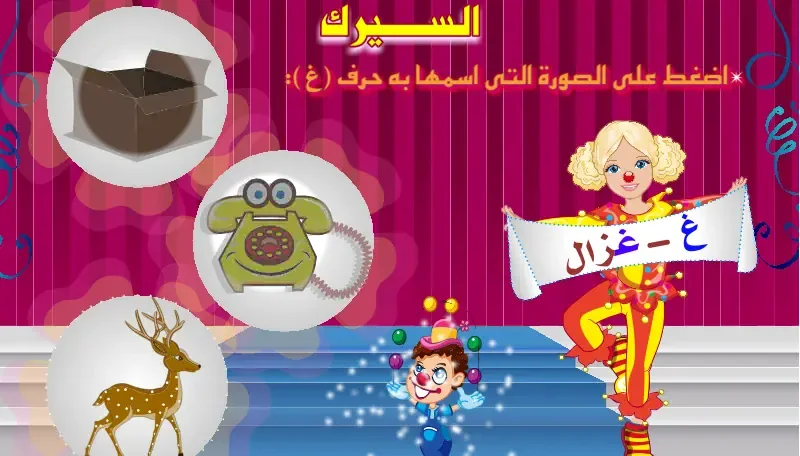 السيرك
*اضغط على الصورة التى اسمها به حرف (غ):
غ - غزال